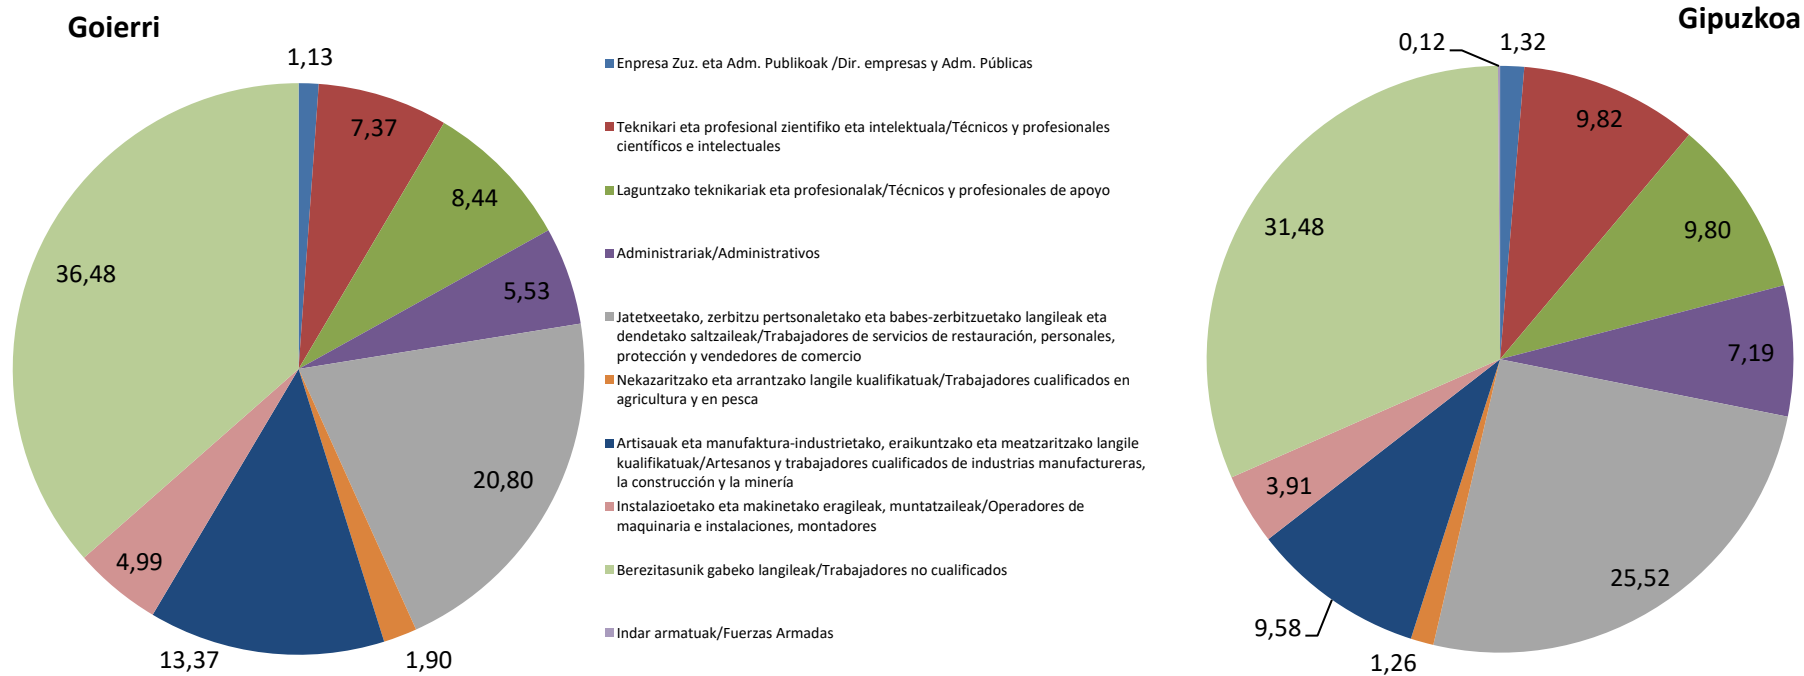 Goierri
1,13
7,37
8,44
5,53
20,80
1,90
13,37
4,99
36,48
Enpresa Zuz. eta Adm. Publikoak /Dir. empresas y Adm. Públicas
Teknikari eta profesional zientifiko eta intelektuala/Técnicos y profesionales
científicos e intelectuales
Laguntzako teknikariak eta profesionalak/Técnicos y profesionales de apoyo
Administrariak/Administrativos
Jatetxeetako, zerbitzu pertsonaletako eta babes-zerbitzuetako langileak eta
dendetako saltzaileak/Trabajadores de servicios de restauración, personales,
protección y vendedores de comercio
Nekazaritzako eta arrantzako langile kualifikatuak/Trabajadores cualificados en
agricultura y en pesca
Artisauak eta manufaktura-industrietako, eraikuntzako eta meatzaritzako langile
kualifikatuak/Artesanos y trabajadores cualificados de industrias manufactureras,
la construcción y la minería
Instalazioetako eta makinetako eragileak, muntatzaileak/Operadores de
maquinaria e instalaciones, montadores
Berezitasunik gabeko langileak/Trabajadores no cualificados
Indar armatuak/Fuerzas Armadas
Gipuzkoa
0,12
1,32
9,82
9,80
7,19
25,52
1,26
9,58
3,91
31,48